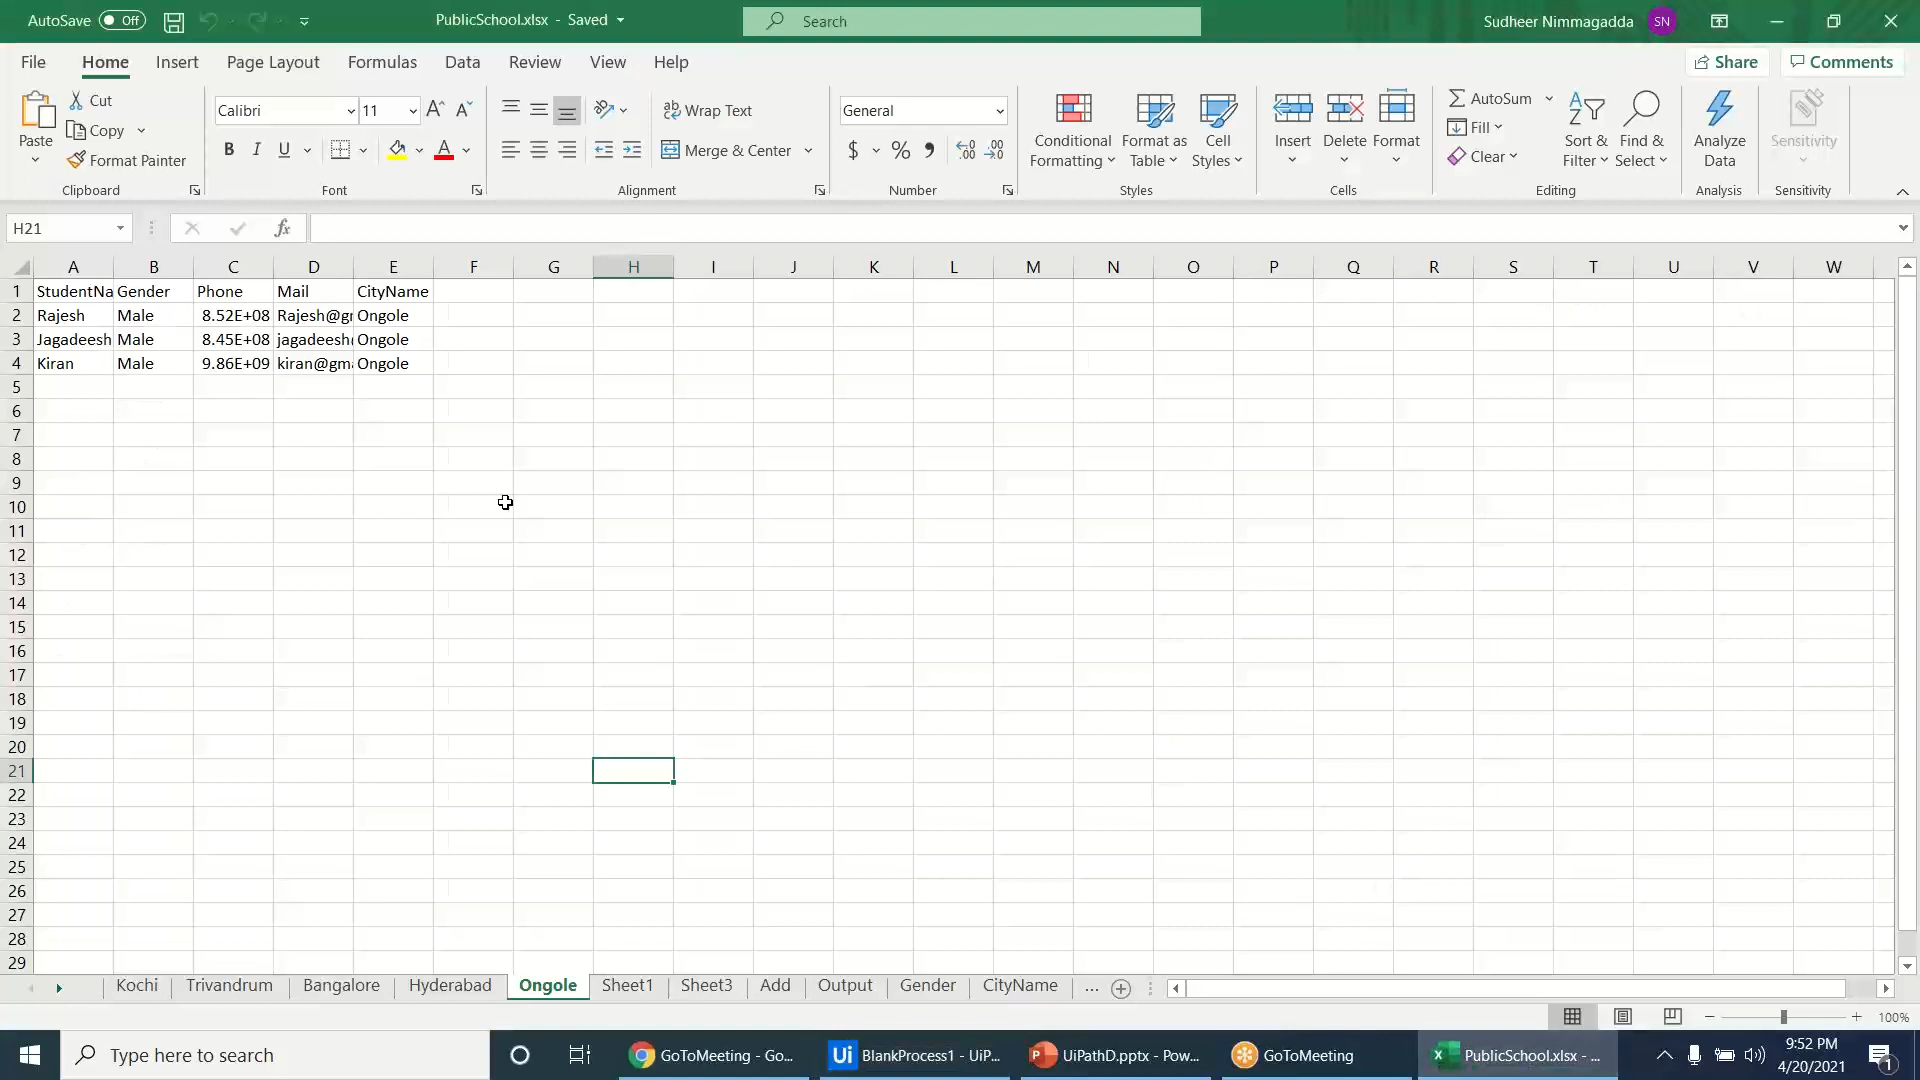 AutoSave Off PublicSchool.xlsx - Saved Search Sudheer Nimmagadda SN
File Home Insert Page Layout Formulas Data Review View Help Share Comments
Paste Cut Copy Format Painter Clipboard
Calibri 11 B I U A Font
Wrap Text Merge & Center Alignment
General $ % Number
Conditional Formatting Format as Table Cell Styles Styles
Insert Delete Format Cells
AutoSum Fill Clear Sort & Filter Find & Select Editing
Analyze Data Analysis
Sensitivity Sensitivity
H21 fx
A B C D E F G H I J K L M N O P Q R S T U V W
1 StudentNa Gender Phone Mail CityName
2 Rajesh Male 8.52E+08 Rajesh@gr Ongole
3 Jagadeesh Male 8.45E+08 jagadeesh Ongole
4 Kiran Male 9.86E+09 kiran@gma Ongole
5
6
7
8
9
10
11
12
13
14
15
16
17
18
19
20
21
22
23
24
25
26
27
28
29
Kochi Trivandrum Bangalore Hyderabad Ongole Sheet1 Sheet3 Add Output Gender CityName ...
100%
Type here to search GoToMeeting - Go... Ui BlankProcess1 - UiP... UiPathD.pptx - Pow... GoToMeeting PublicSchool.xlsx - ... 9:52 PM
4/20/2021 1